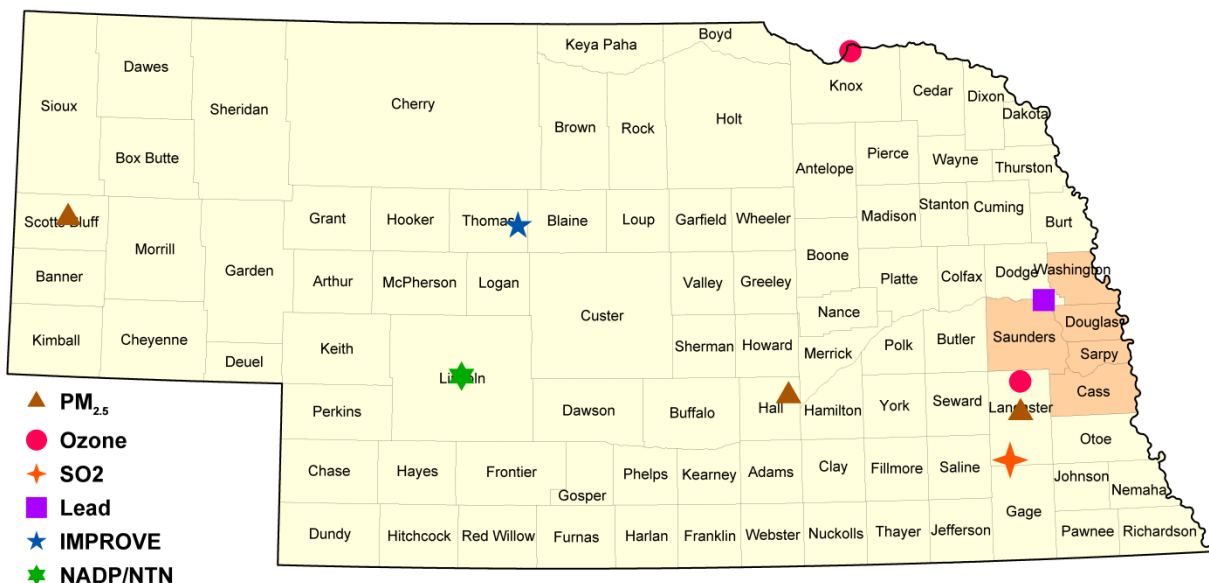 Boyd
Keya Paha
Dawes
Knox
Cedar
Dixon
Sioux
Sheridan
Cherry
Dakota
Brown
Rock
Holt
Box Butte
Antelope
Pierce
Wayne
Thurston
Scotts Bluff
Grant
Hooker
Thomas
Blaine
Loup
Garfield
Wheeler
Madison
Stanton
Cuming
Burt
Morrill
Boone
Banner
Garden
Arthur
McPherson
Logan
Valley
Greeley
Platte
Colfax
Dodge
Washington
Custer
Nance
Kimball
Cheyenne
Keith
Sherman
Howard
Merrick
Polk
Butler
Saunders
Douglas
Deuel
Sarpy
Lincoln
Cass
PM2.5
Perkins
Dawson
Buffalo
Hall
Hamilton
York
Seward
Lancaster
Ozone
Otoe
SO2
Chase
Hayes
Frontier
Gosper
Phelps
Kearney
Adams
Clay
Fillmore
Saline
Johnson
Nemaha
Lead
Gage
IMPROVE
Dundy
Hitchcock
Red Willow
Furnas
Harlan
Franklin
Webster
Nuckolls
Thayer
Jefferson
Pawnee
Richardson
NADP/NTN